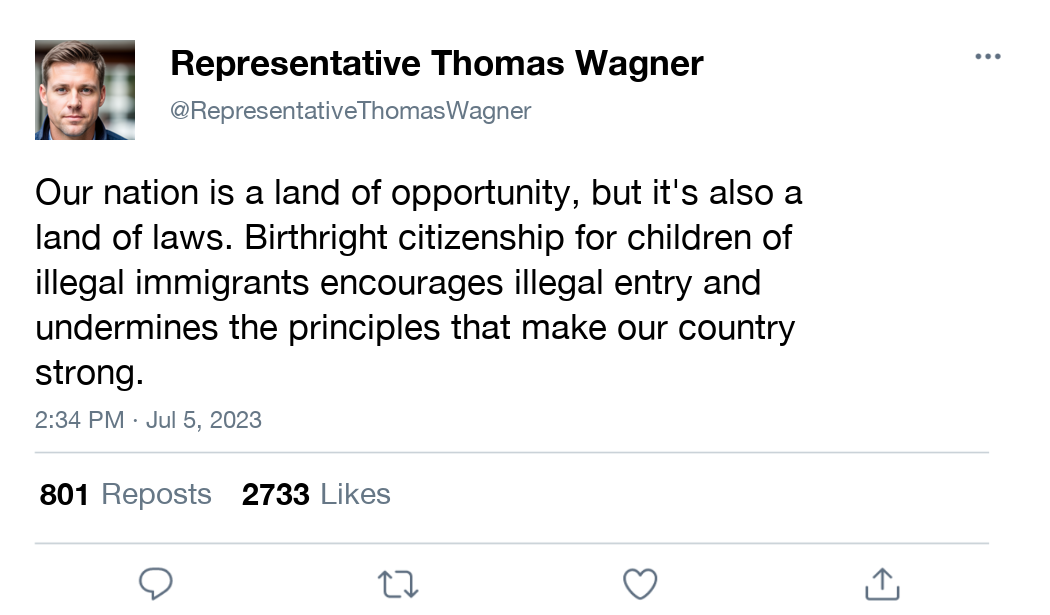 Representative Thomas Wagner
@RepresentativeThomasWagner
Our nation is a land of opportunity, but it's also a
land of laws. Birthright citizenship for children of
illegal immigrants encourages illegal entry and
undermines the principles that make our country
strong.
2:34 PM · Jul 5, 2023
801 Reposts 2733 Likes